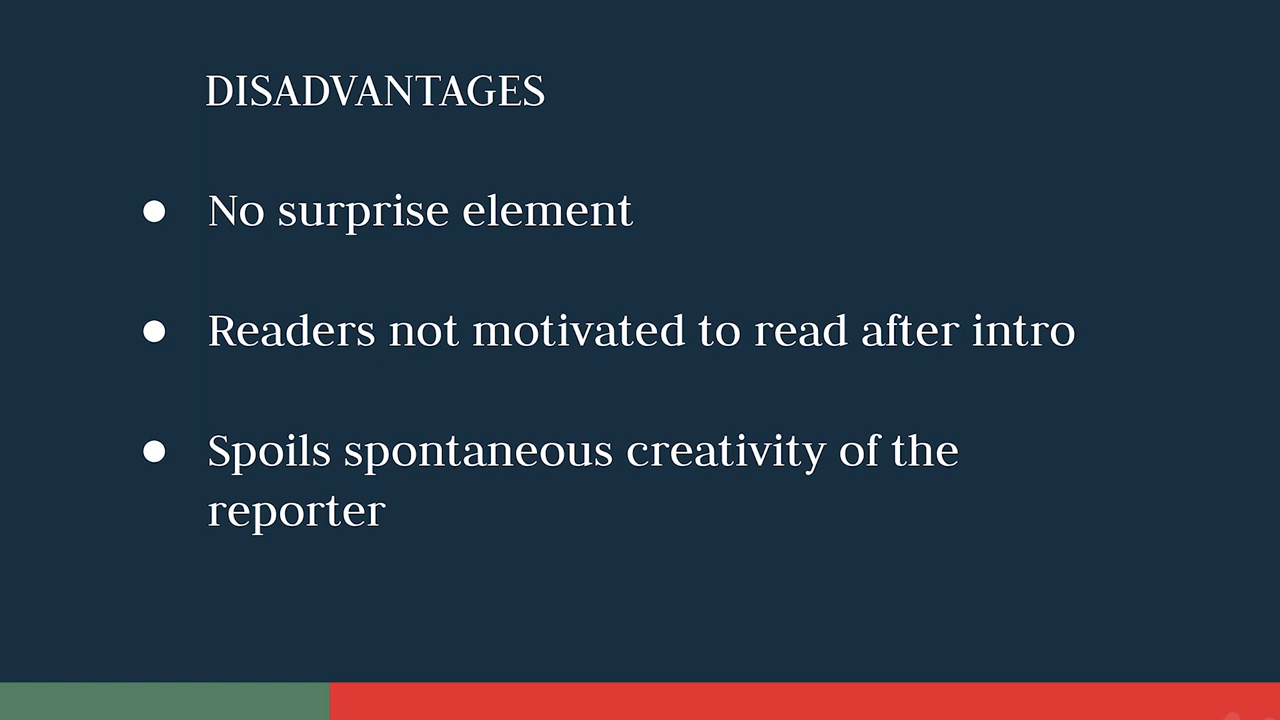 DISADVANTAGES
● No surprise element
● Readers not motivated to read after intro
● Spoils spontaneous creativity of the
reporter